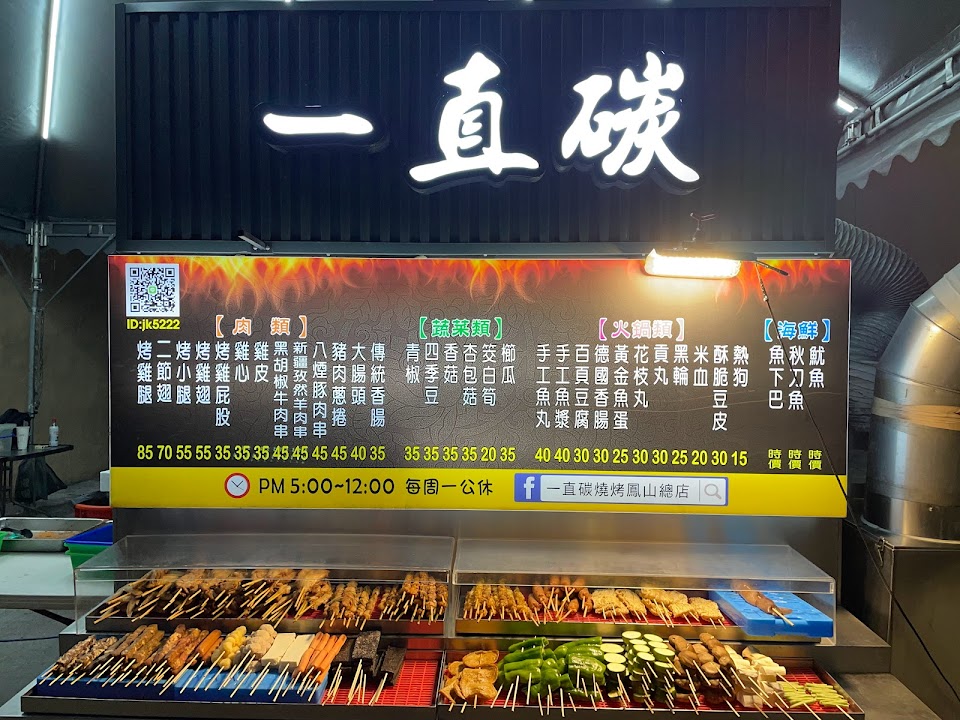 一直碳
ID:jk5222
【肉 類】
烤雞腿
二節翅
烤小腿
烤雞翅
烤雞屁股
雞心
雞皮
黑胡椒牛肉串
新疆孜然羊肉串
八煙豚肉串
豬肉蔥捲
大腸頭
傳統香腸
85 70 55 55 35 35 35 45 45 45 45 40 35
【蔬菜類】
青椒
四季豆
香菇
杏包菇
筊白筍
櫛瓜
35 35 35 35 20 35
【火鍋類】
手工魚丸
手工魚漿
百頁豆腐
德國香腸
黃金魚蛋
花枝丸
貢丸
黑輪
米血
酥脆豆皮
熱狗
40 40 30 30 25 30 30 25 20 30 15
【海鮮】
魚下巴
秋刀魚
魷魚
時價 時價 時價
PM 5:00~12:00 每周一公休
f 一直碳燒烤鳳山總店